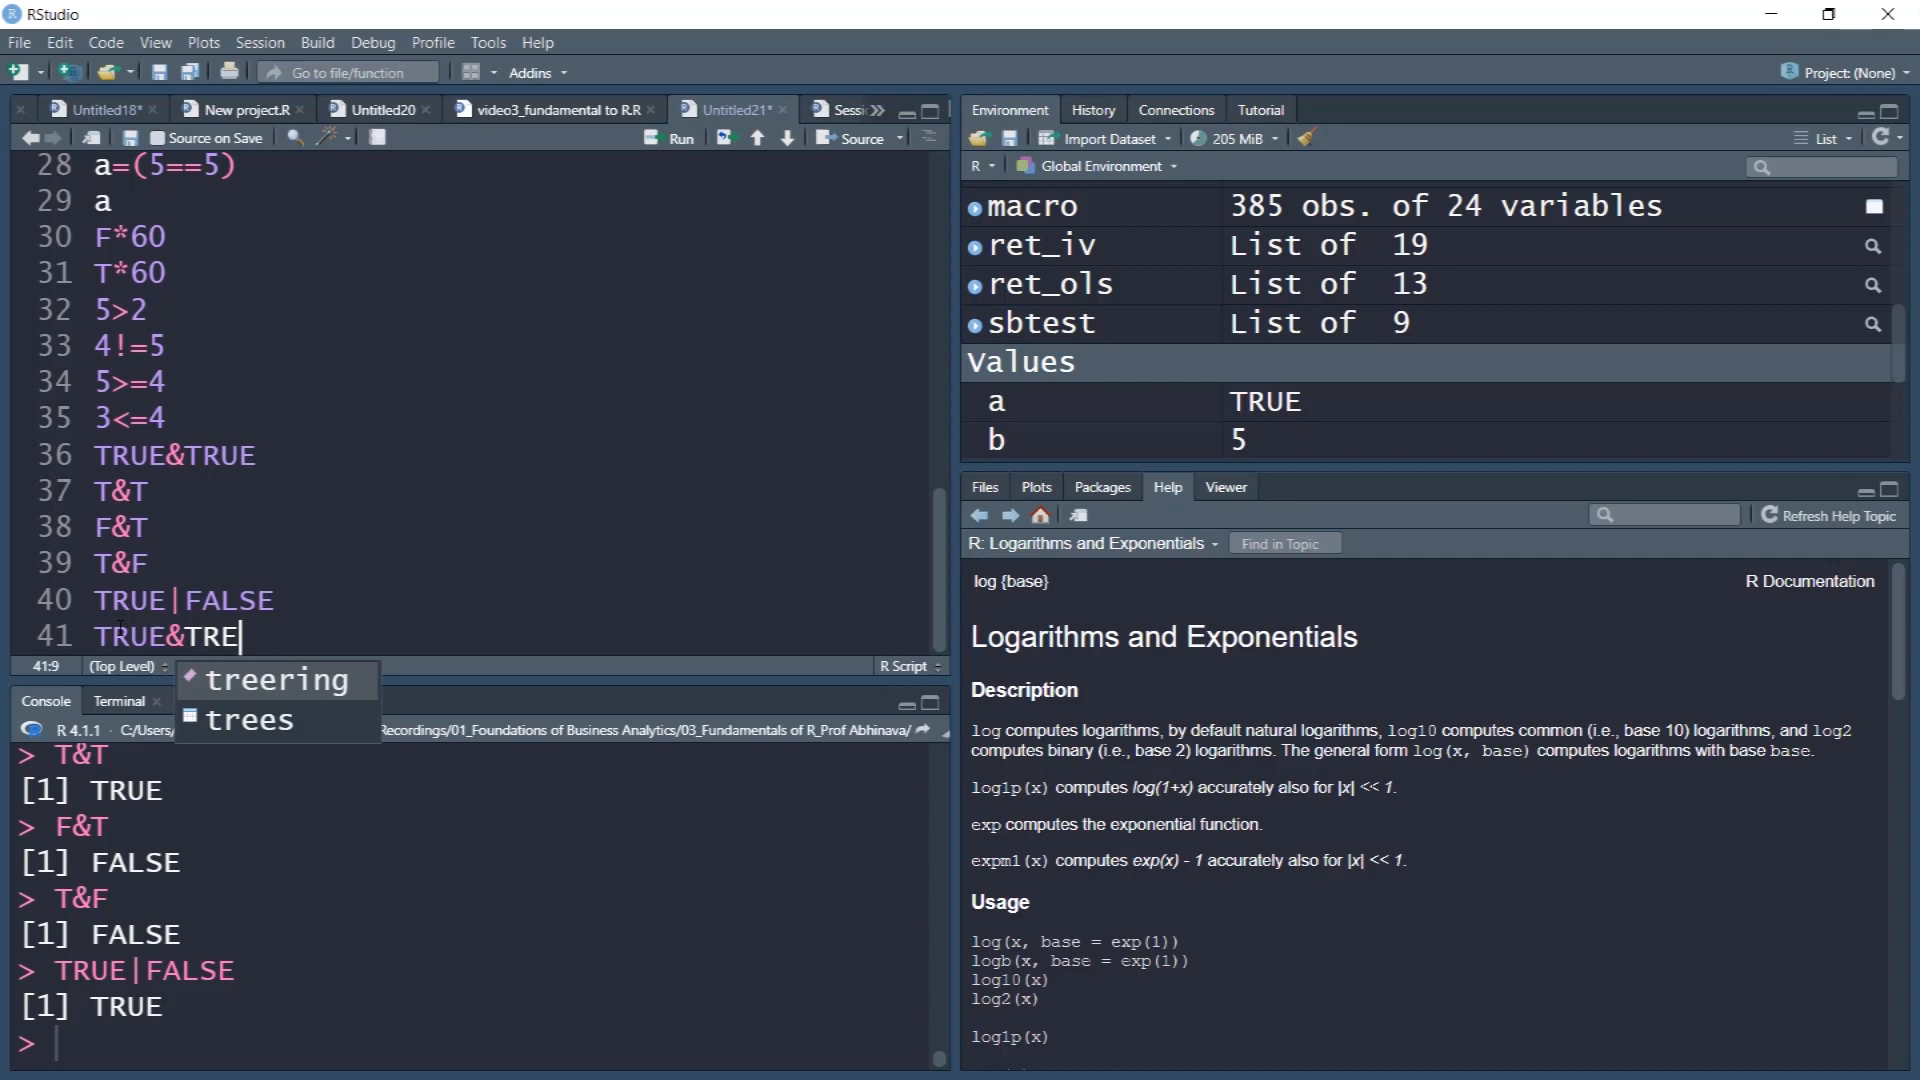 RStudio
File Edit Code View Plots Session Build Debug Profile Tools Help
Go to file/function Addins Project: (None)
Untitled18* New project.R Untitled20 video3_fundamental to R.R Untitled21* Sessi
Source on Save Run Source
28 a=(5==5)
29 a
30 F*60
31 T*60
32 5>2
33 4!=5
34 5>=4
35 3<=4
36 TRUE&TRUE
37 T&T
38 F&T
39 T&F
40 TRUE|FALSE
41 TRUE&TRE
41:9 (Top Level) R Script
treering
trees
Console Terminal
R 4.1.1 · C:/Users/ Recordings/01_Foundations of Business Analytics/03_Fundamentals of R_Prof Abhinava/
> T&T
[1] TRUE
> F&T
[1] FALSE
> T&F
[1] FALSE
> TRUE|FALSE
[1] TRUE
>
Environment History Connections Tutorial
Import Dataset 205 MiB List
R Global Environment
macro 385 obs. of 24 variables
ret_iv List of 19
ret_ols List of 13
sbtest List of 9
Values
a TRUE
b 5
Files Plots Packages Help Viewer
Refresh Help Topic
R: Logarithms and Exponentials Find in Topic
log {base} R Documentation
Logarithms and Exponentials
Description
log computes logarithms, by default natural logarithms, log10 computes common (i.e., base 10) logarithms, and log2
computes binary (i.e., base 2) logarithms. The general form log(x, base) computes logarithms with base base.
log1p(x) computes log(1+x) accurately also for |x| << 1.
exp computes the exponential function.
expm1(x) computes exp(x) - 1 accurately also for |x| << 1.
Usage
log(x, base = exp(1))
logb(x, base = exp(1))
log10(x)
log2(x)
log1p(x)